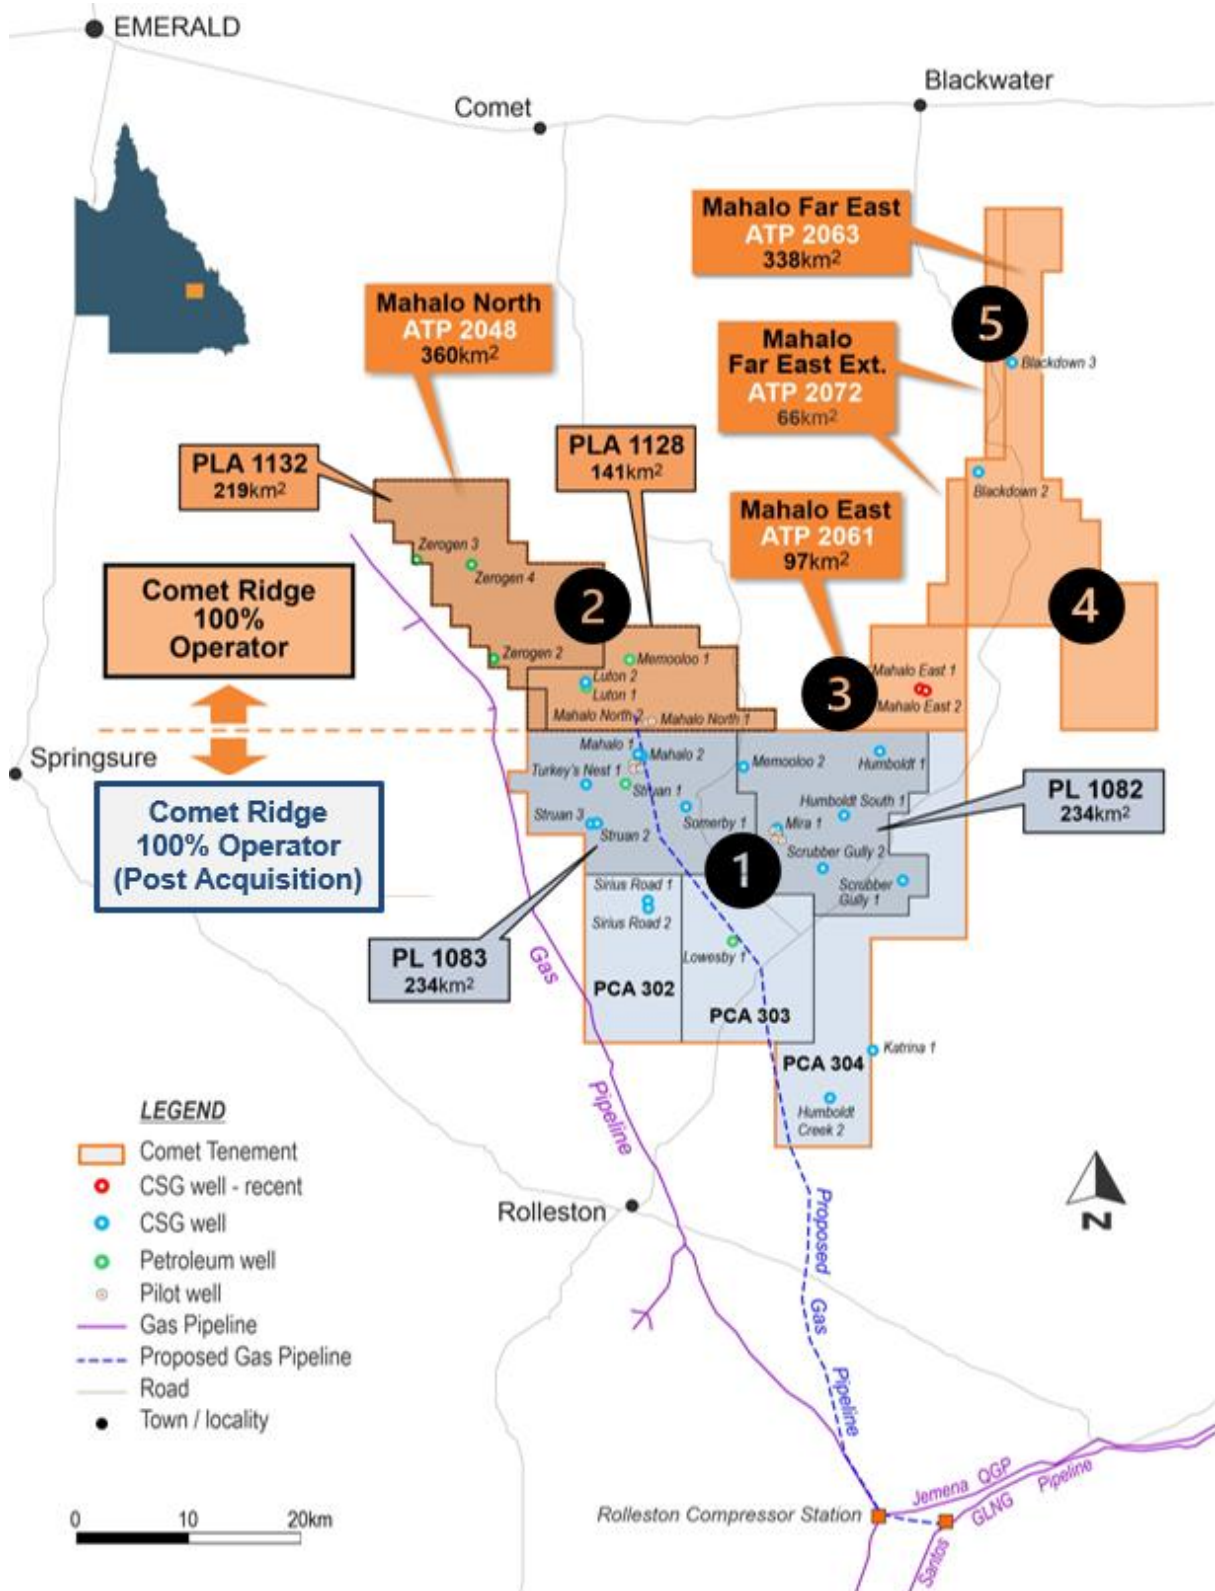 EMERALD
Comet
Blackwater
Mahalo Far East
ATP 2063
338km2
5
Mahalo North
ATP 2048
360km2
Mahalo
Far East Ext.
ATP 2072
66km2
Blackdown 3
PLA 1132
219km2
PLA 1128
141km2
Blackdown 2
Mahalo East
ATP 2061
97km2
Zerogen 3
Zerogen 4
2
4
Comet Ridge
100%
Operator
Zerogen 2
Memooloo 1
Luton 2
Luton 1
3
Mahalo East 1
Mahalo East 2
Mahalo North 2
Mahalo North 1
Springsure
Mahalo 1
Mahalo 2
Memooloo 2
Humboldt 1
Turkey's Nest 1
Struan 1
PL 1082
234km2
Comet Ridge
100% Operator
(Post Acquisition)
Struan 3
Struan 2
Somerby 1
Humboldt South 1
Mira 1
Scrubber Gully 2
1
Scrubber
Gully 1
Sirius Road 1
Sirius Road 2
PL 1083
234km2
Lowesby 1
Gas
PCA 302
PCA 303
Katrina 1
PCA 304
Humboldt
Creek 2
Pipeline
LEGEND
Comet Tenement
CSG well - recent
CSG well
Petroleum well
Pilot well
Gas Pipeline
Proposed Gas Pipeline
Road
Town / locality
Rolleston
N
Proposed
Gas
Pipeline
0 10 20km
Rolleston Compressor Station
Jemena QGP
Santos GLNG Pipeline